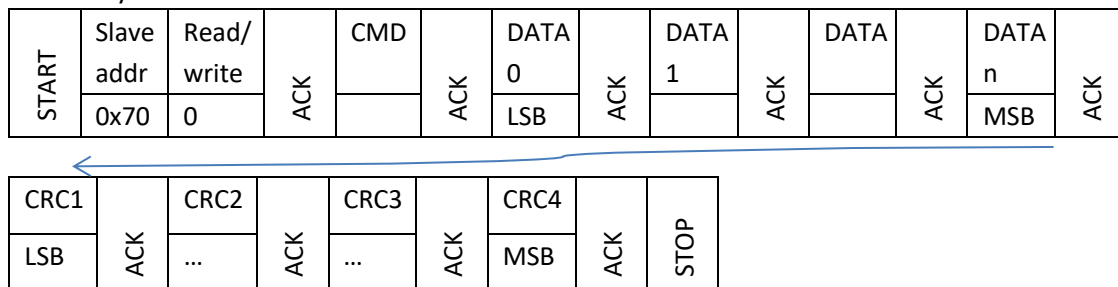 START Slave addr Read/ write ACK CMD ACK DATA 0 ACK DATA 1 ACK DATA ACK DATA n ACK
0x70 0 LSB MSB
CRC1 ACK CRC2 ACK CRC3 ACK CRC4 ACK STOP
LSB ... ... MSB